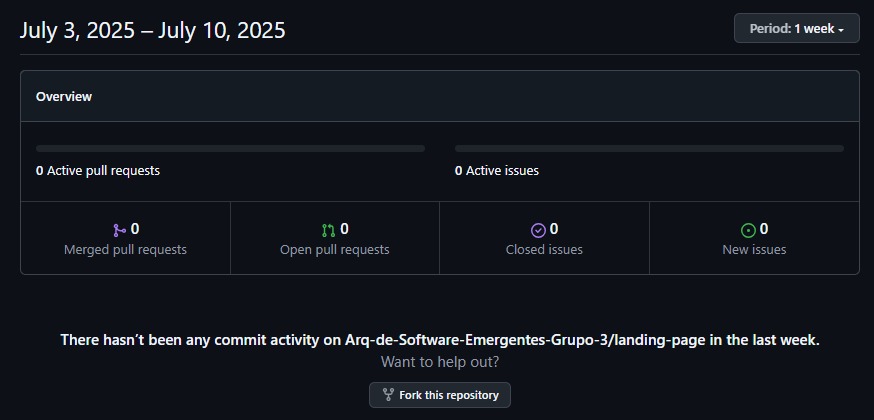 July 3, 2025 – July 10, 2025
Period: 1 week
Overview
0 Active pull requests
0 Active issues
0
Merged pull requests
0
Open pull requests
0
Closed issues
0
New issues
There hasn’t been any commit activity on Arq-de-Software-Emergentes-Grupo-3/landing-page in the last week.
Want to help out?
Fork this repository